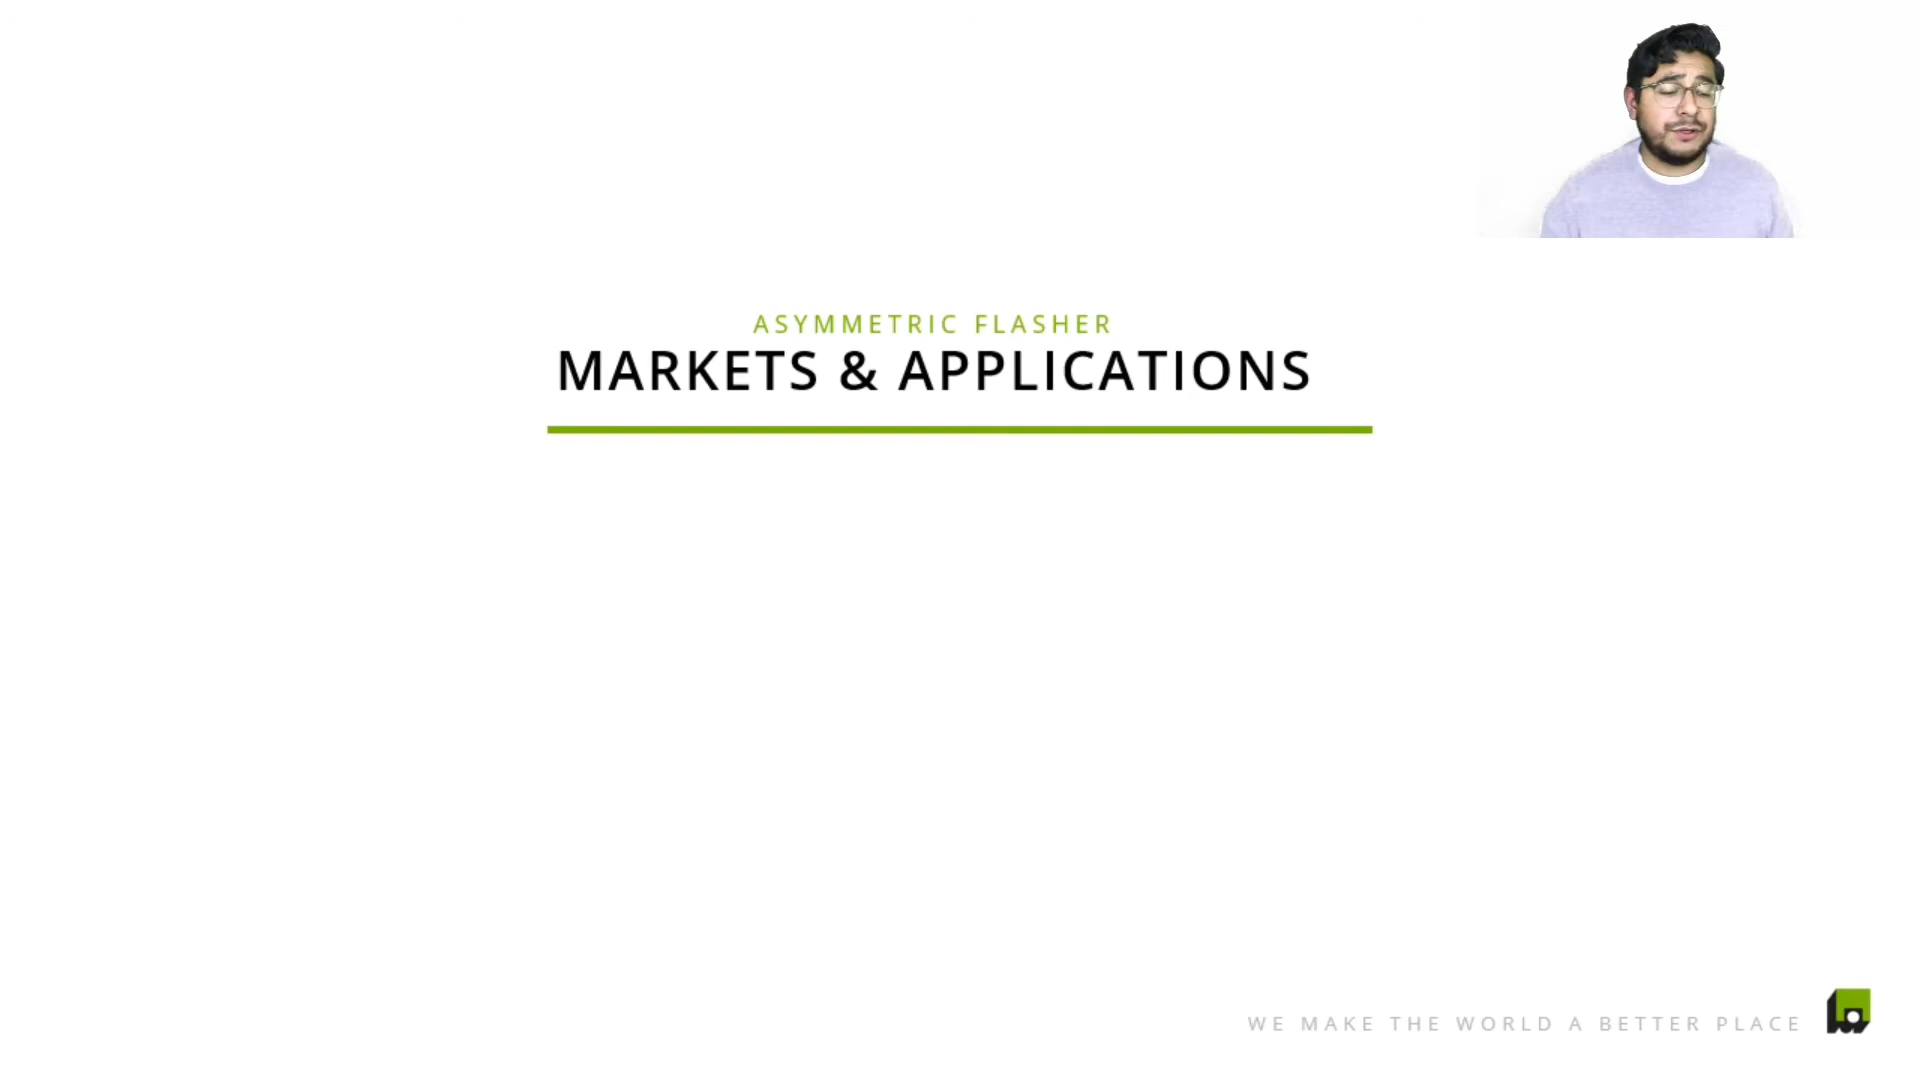 ASYMMETRIC FLASHER
MARKETS & APPLICATIONS
WE MAKE THE WORLD A BETTER PLACE